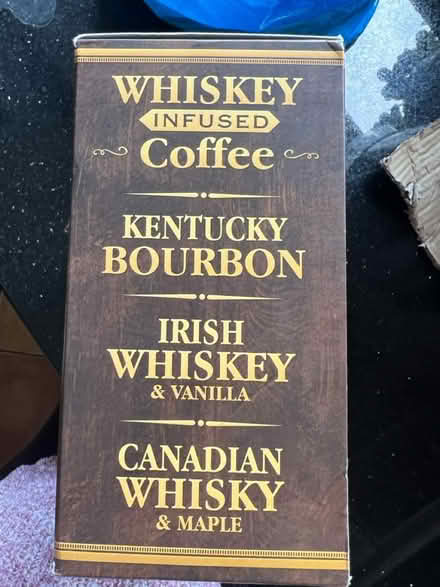 WHISKEY
INFUSED
Coffee
KENTUCKY
BOURBON
IRISH
WHISKEY
& VANILLA
CANADIAN
WHISKY
& MAPLE